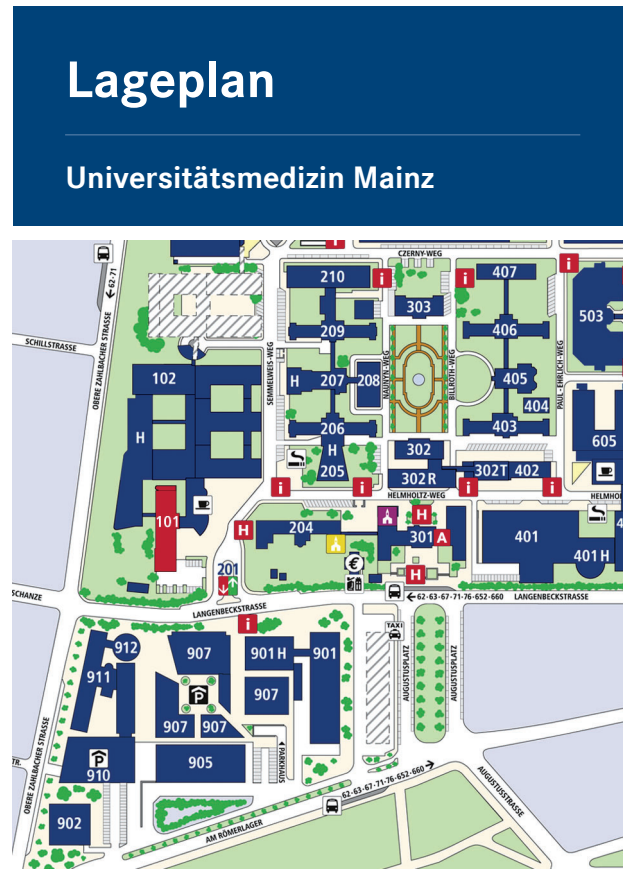 Lageplan
Universitätsmedizin Mainz
CZERNY-WEG
i
210
i
i
407
i
62-71
303
503
209
406
SCHILLSTRASSE
OBERE ZAHLBACHER STRASSE
SEMMELWEIS-WEG
NAUNYN-WEG
BILLROTH-WEG
PAUL-EHRLICH-WEG
102
H
207
208
405
404
206
403
H
H
205
302
605
302R
302T
402
i
i
i
i
HELMHOLTZ-WEG
HELMHO
101
H
204
H
301
A
401
4
401H
201
€
H
SCHANZE
LANGENBECKSTRASSE
62-63-67-71-76-652-660
LANGENBECKSTRASSE
i
TAXI
912
907
901H
901
911
907
P
AUGUSTUSPLATZ
AUGUSTUSPLATZ
907
907
P
905
PARKHAUS
TR.
910
OBERE ZAHLBACHER STRASSE
62-63-67-71-76-652-660
AUGUSTUSSTRASSE
902
AM RÖMERLAGER